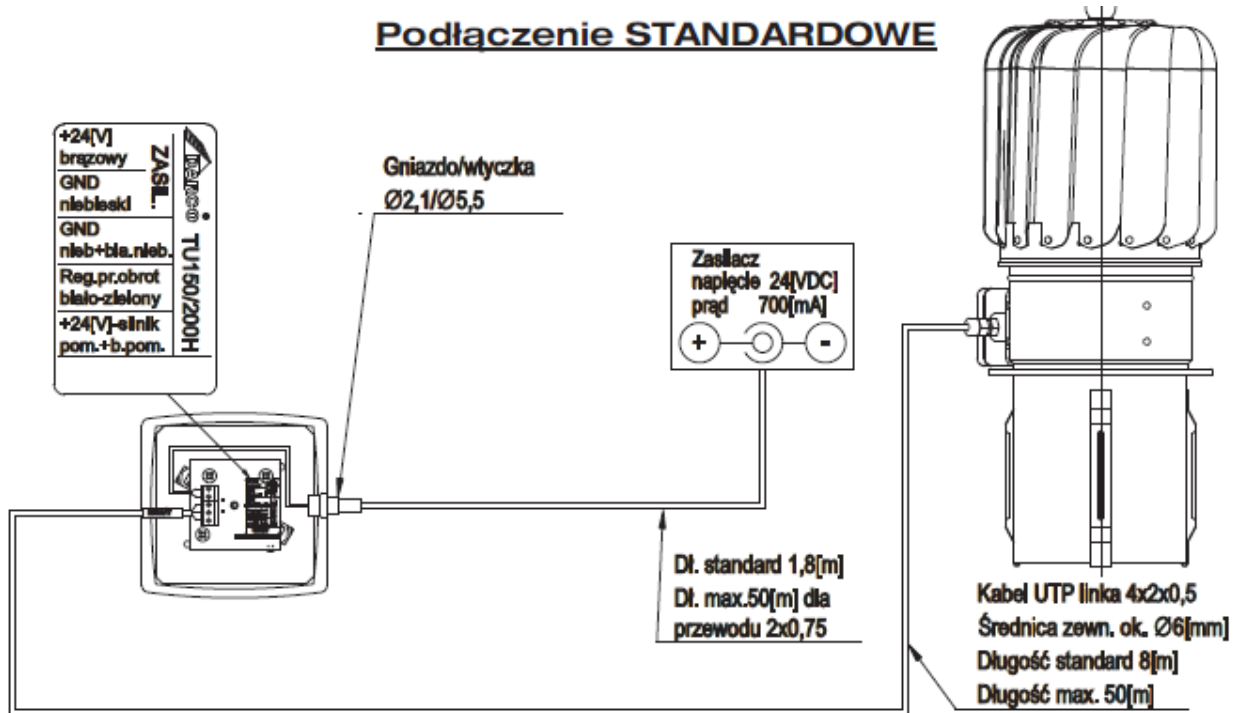 Podłączenie STANDARDOWE
+24[V]
brązowy
ZASIL.
GND
niebieski
GND
nieb+bia.nieb.
Reg.pr.obrot
biało-zielony
+24[V]-silnik
pom.+b.pom.
darco
TU150/200H
Gniazdo/wtyczka
Ø2,1/Ø5,5
Zasilacz
napięcie 24[VDC]
prąd 700[mA]
+
-
Dł. standard 1,8[m]
Dł. max.50[m] dla
przewodu 2x0,75
Kabel UTP linka 4x2x0,5
Średnica zewn. ok. Ø6[mm]
Długość standard 8[m]
Długość max. 50[m]